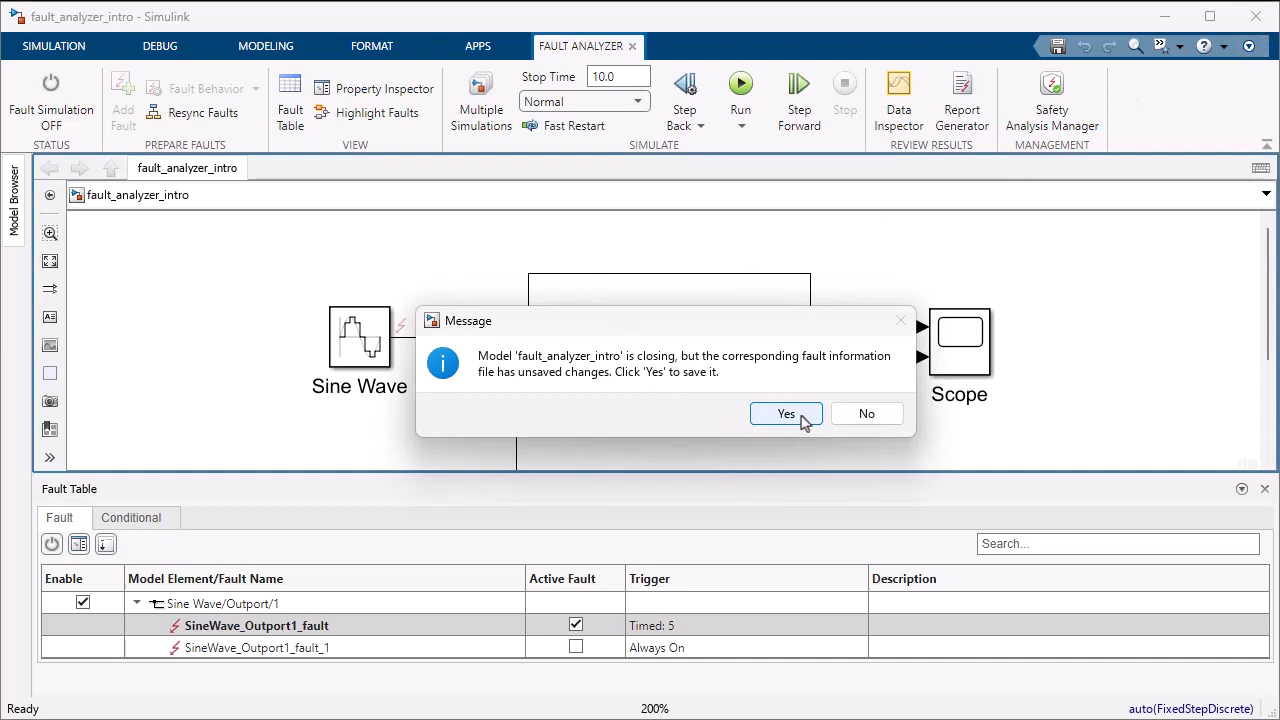 fault_analyzer_intro - Simulink
SIMULATION DEBUG MODELING FORMAT APPS FAULT ANALYZER
Fault Simulation OFF
Add Fault
Fault Behavior
Resync Faults
Fault Table
Property Inspector
Highlight Faults
Multiple Simulations
Stop Time 10.0
Normal
Fast Restart
Step Back
Run
Step Forward
Stop
Data Inspector
Report Generator
Safety Analysis Manager
STATUS PREPARE FAULTS VIEW SIMULATE REVIEW RESULTS MANAGEMENT
Model Browser
fault_analyzer_intro
fault_analyzer_intro
Sine Wave
Scope
Message
Model 'fault_analyzer_intro' is closing, but the corresponding fault information
file has unsaved changes. Click 'Yes' to save it.
Yes No
Fault Table
Fault Conditional
Search...
Enable Model Element/Fault Name Active Fault Trigger Description
Sine Wave/Outport/1
SineWave_Outport1_fault Timed: 5
SineWave_Outport1_fault_1 Always On
Ready 200% auto(FixedStepDiscrete)